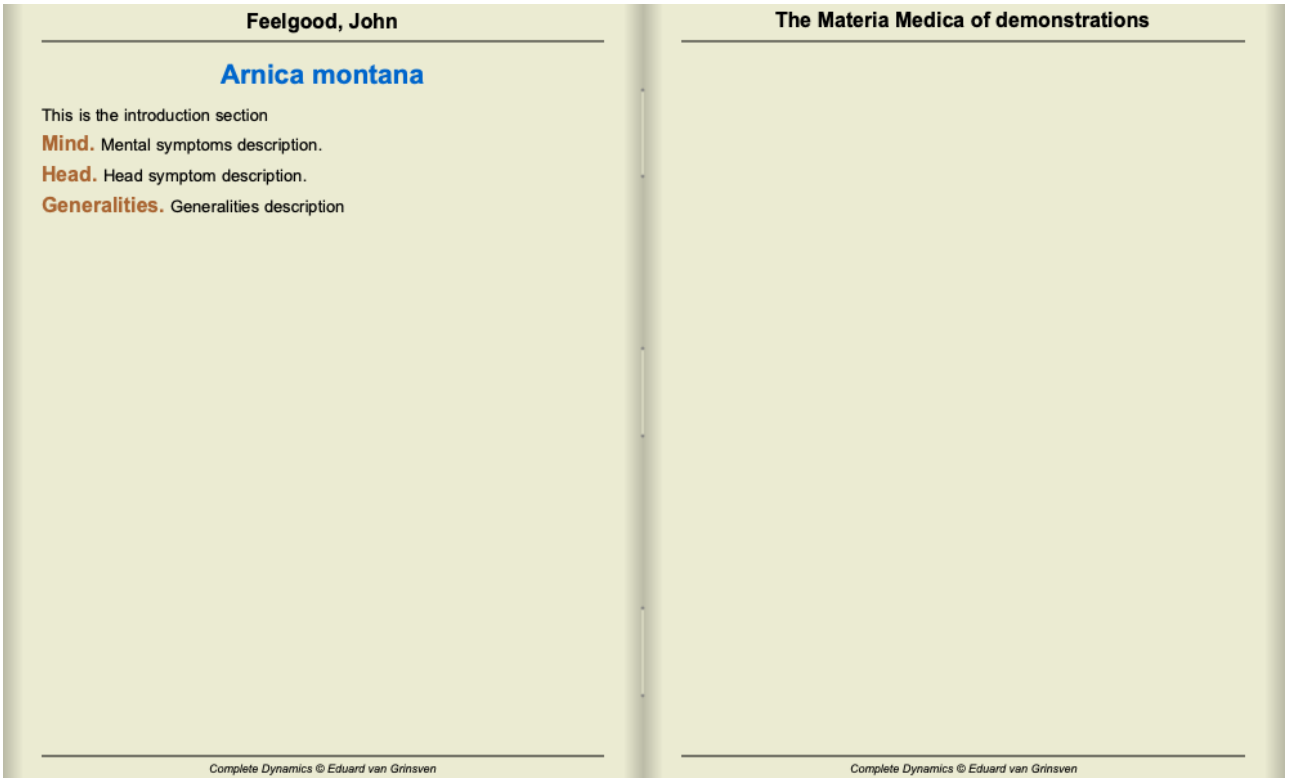 Feelgood, John
Arnica montana
This is the introduction section
Mind. Mental symptoms description.
Head. Head symptom description.
Generalities. Generalities description
Complete Dynamics © Eduard van Grinsven
The Materia Medica of demonstrations
Complete Dynamics © Eduard van Grinsven